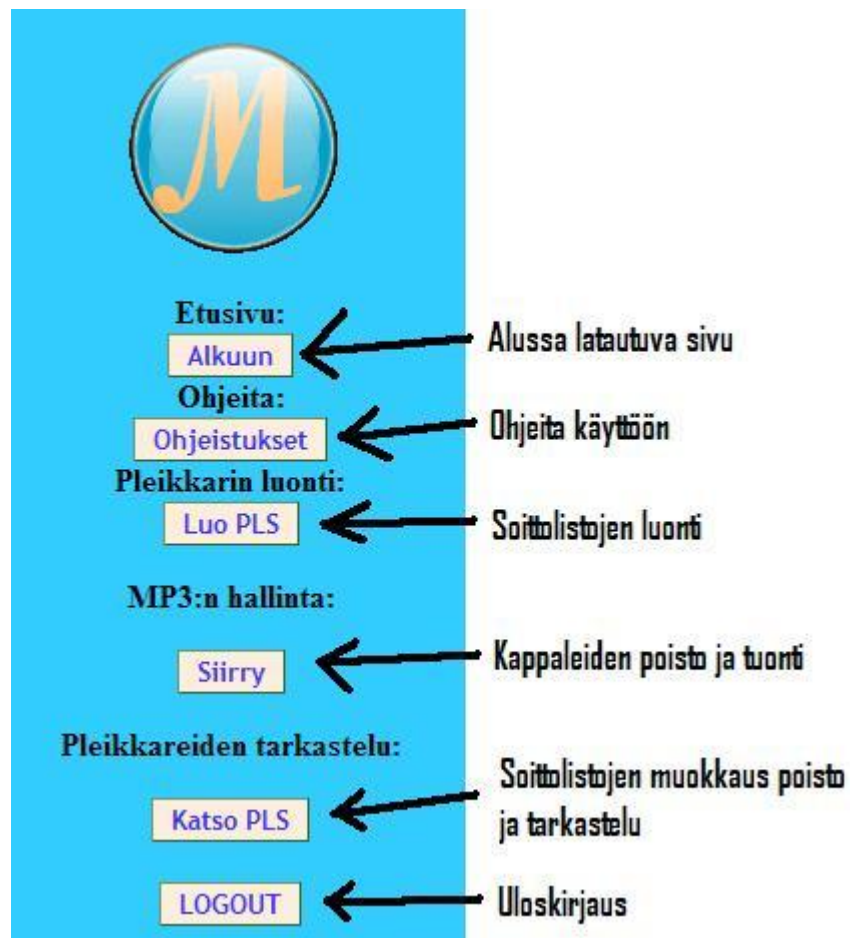 M
Etusivu:
Alkuun
Alussa latautuva sivu
Ohjeita:
Ohjeistukset
Ohjeita käyttöön
Pleikkarin luonti:
Luo PLS
Soittolistojen luonti
MP3:n hallinta:
Siirry
Kappaleiden poisto ja tuonti
Pleikkareiden tarkastelu:
Katso PLS
Soittolistojen muokkaus poisto
ja tarkastelu
LOGOUT
Uloskirjaus